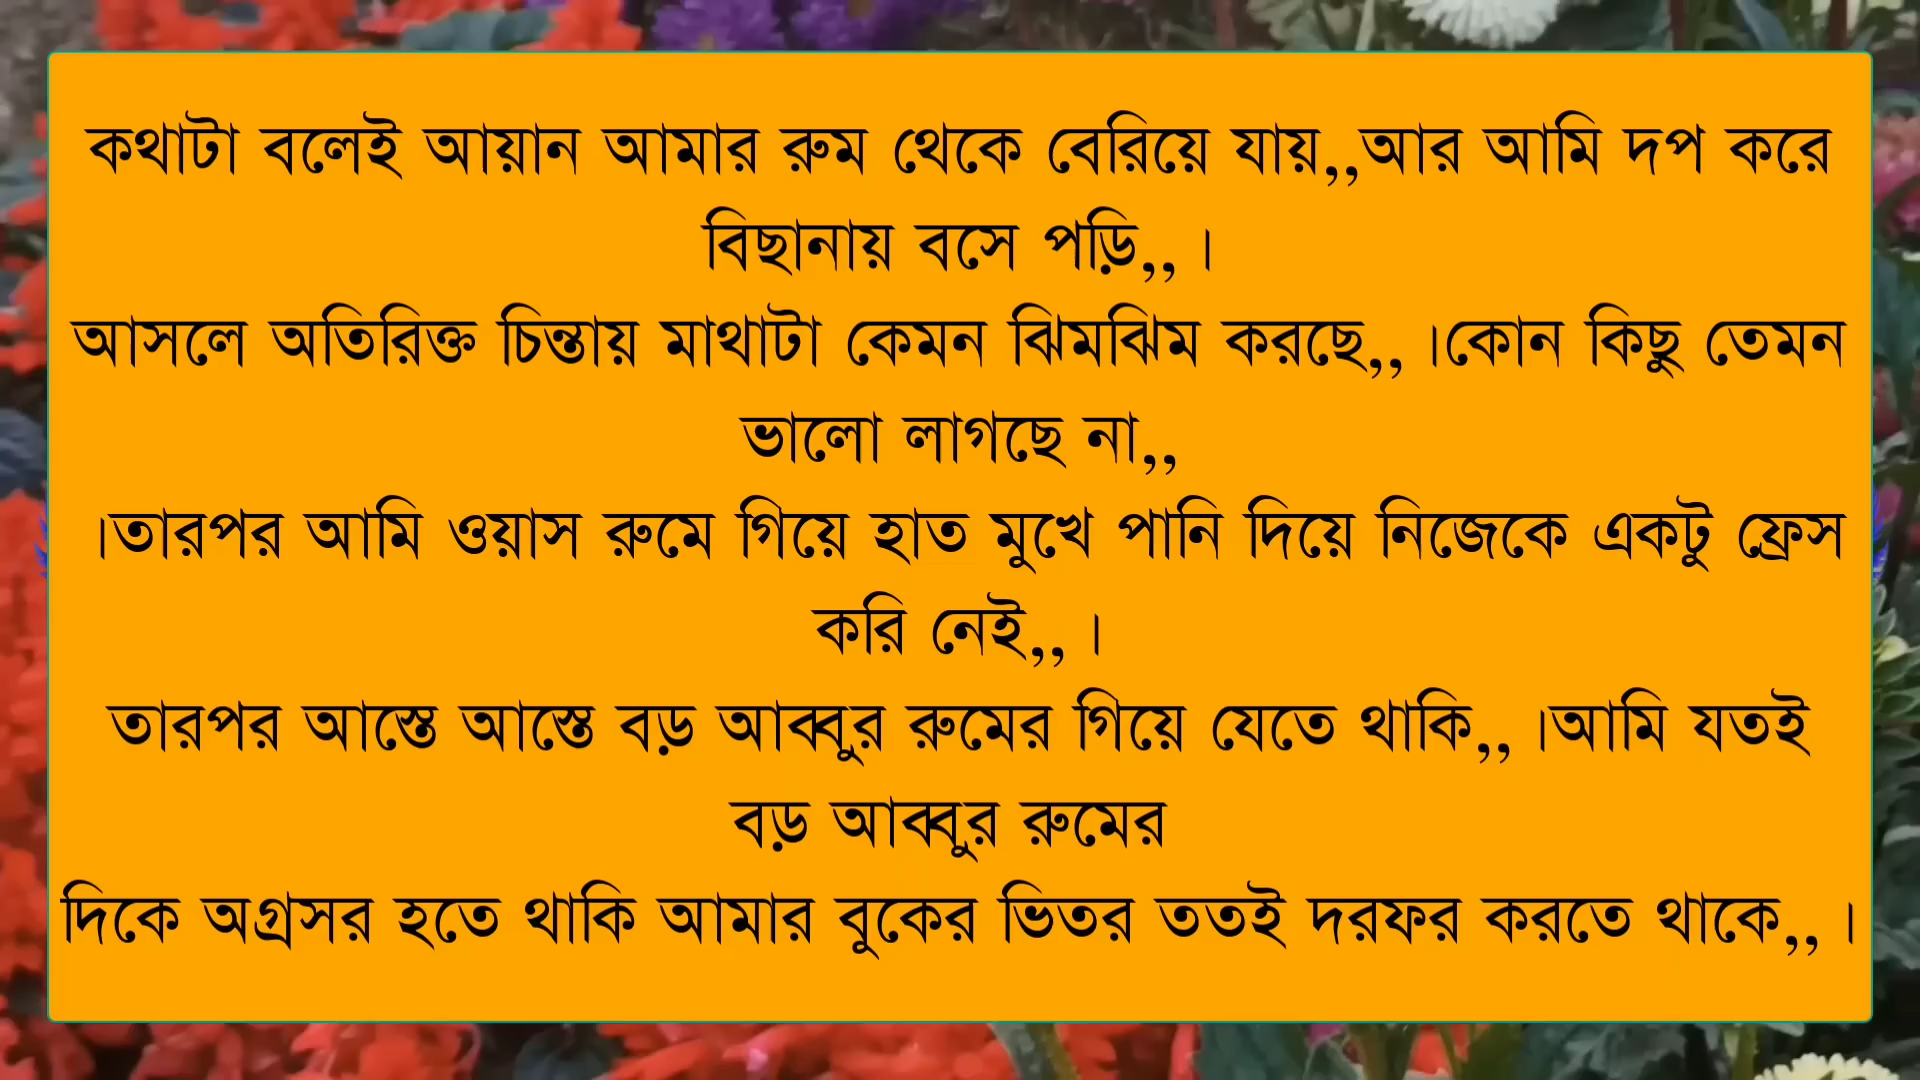 কথাটা বলেই আয়ান আমার রুম থেকে বেরিয়ে যায়,,আর আমি দপ করে
বিছানায় বসে পড়ি,, ।
আসলে অতিরিক্ত চিন্তায় মাথাটা কেমন ঝিমঝিম করছে,, ।কোন কিছু তেমন
ভালো লাগছে না,,
।তারপর আমি ওয়াস রুমে গিয়ে হাত মুখে পানি দিয়ে নিজেকে একটু ফ্রেস
করি নেই,, ।
তারপর আস্তে আস্তে বড় আব্বুর রুমের গিয়ে যেতে থাকি,, ।আমি যতই
বড় আব্বুর রুমের
দিকে অগ্রসর হতে থাকি আমার বুকের ভিতর ততই দরফর করতে থাকে,, ।